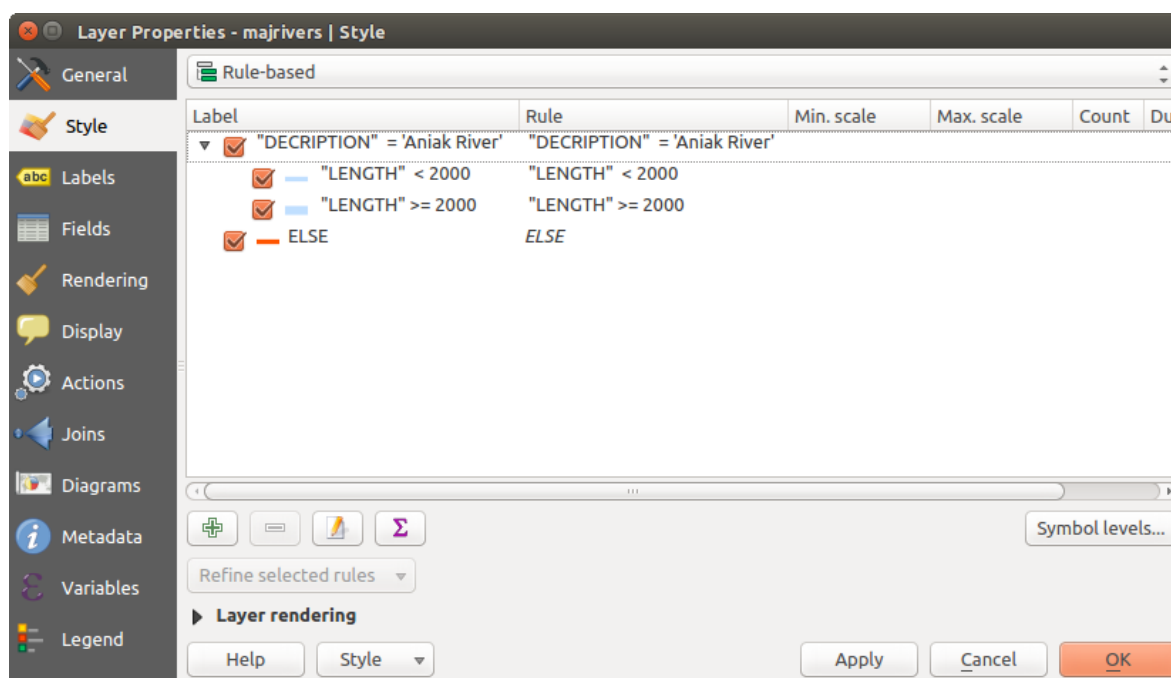 Layer Properties - majrivers | Style
General
Style
Labels
Fields
Rendering
Display
Actions
Joins
Diagrams
Metadata
Variables
Legend
Rule-based
Label Rule Min. scale Max. scale Count Du
"DECRIPTION" = 'Aniak River' "DECRIPTION" = 'Aniak River'
"LENGTH" < 2000 "LENGTH" < 2000
"LENGTH" >= 2000 "LENGTH" >= 2000
ELSE ELSE
abc
Σ
Symbol levels...
Refine selected rules
Layer rendering
Help Style Apply Cancel OK